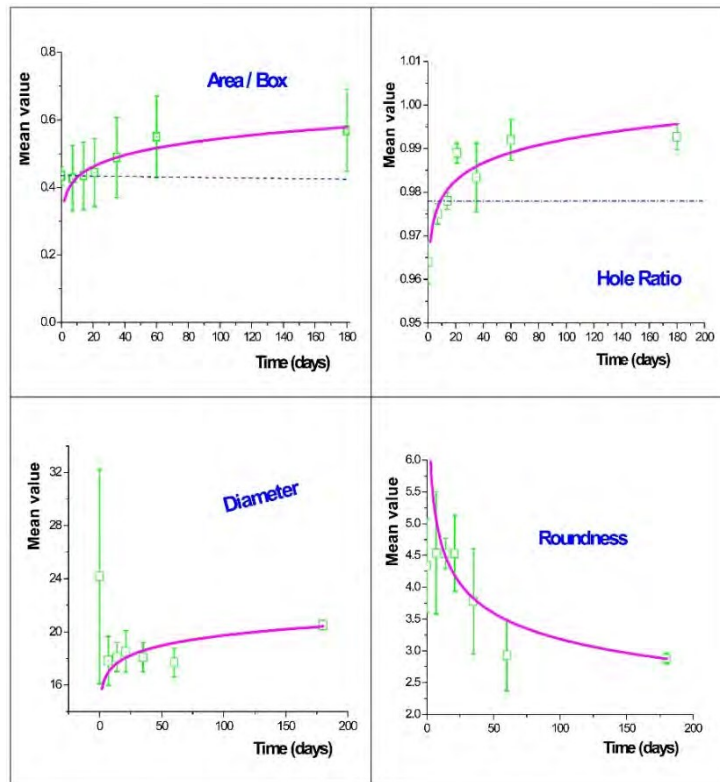 Area / Box
Mean value
0.8
0.6
0.4
0.2
0.0
0 20 40 60 80 100 120 140 160 180
Time (days)
Hole Ratio
Mean value
1.01
1.00
0.99
0.98
0.97
0.96
0.95
0 20 40 60 80 100 120 140 160 180 200
Time (days)
Diameter
Mean value
32
28
24
20
16
0 50 100 150 200
Time (days)
Roundness
Mean value
6.0
5.5
5.0
4.5
4.0
3.5
3.0
2.5
2.0
0 50 100 150 200
Time (days)